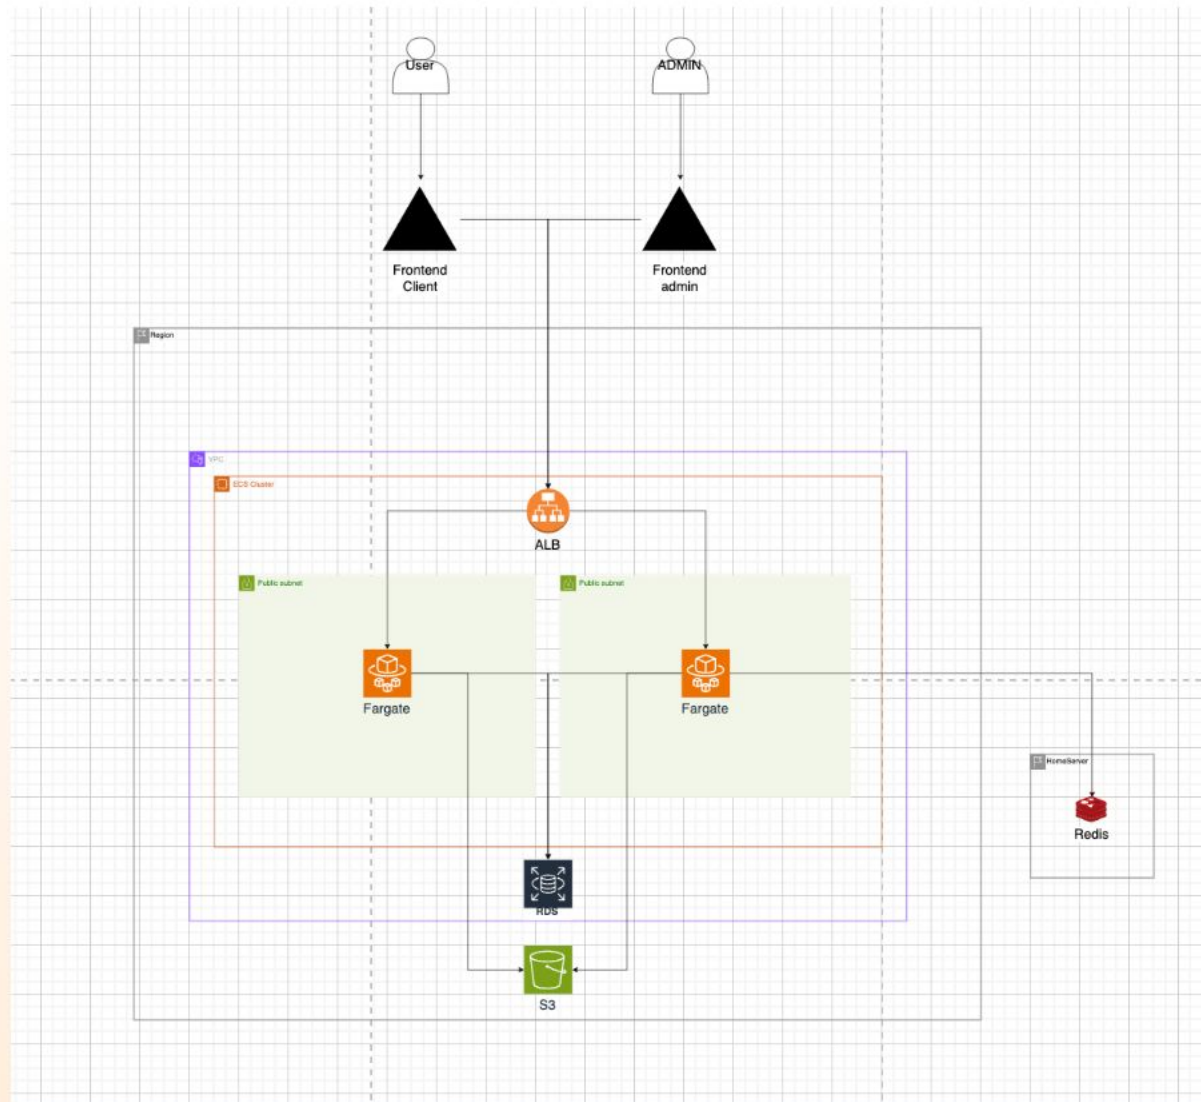 User
ADMIN
Frontend
Client
Frontend
admin
Region
VPC
ECS Cluster
ALB
Public subnet
Public subnet
Fargate
Fargate
HomeServer
Redis
RDS
S3